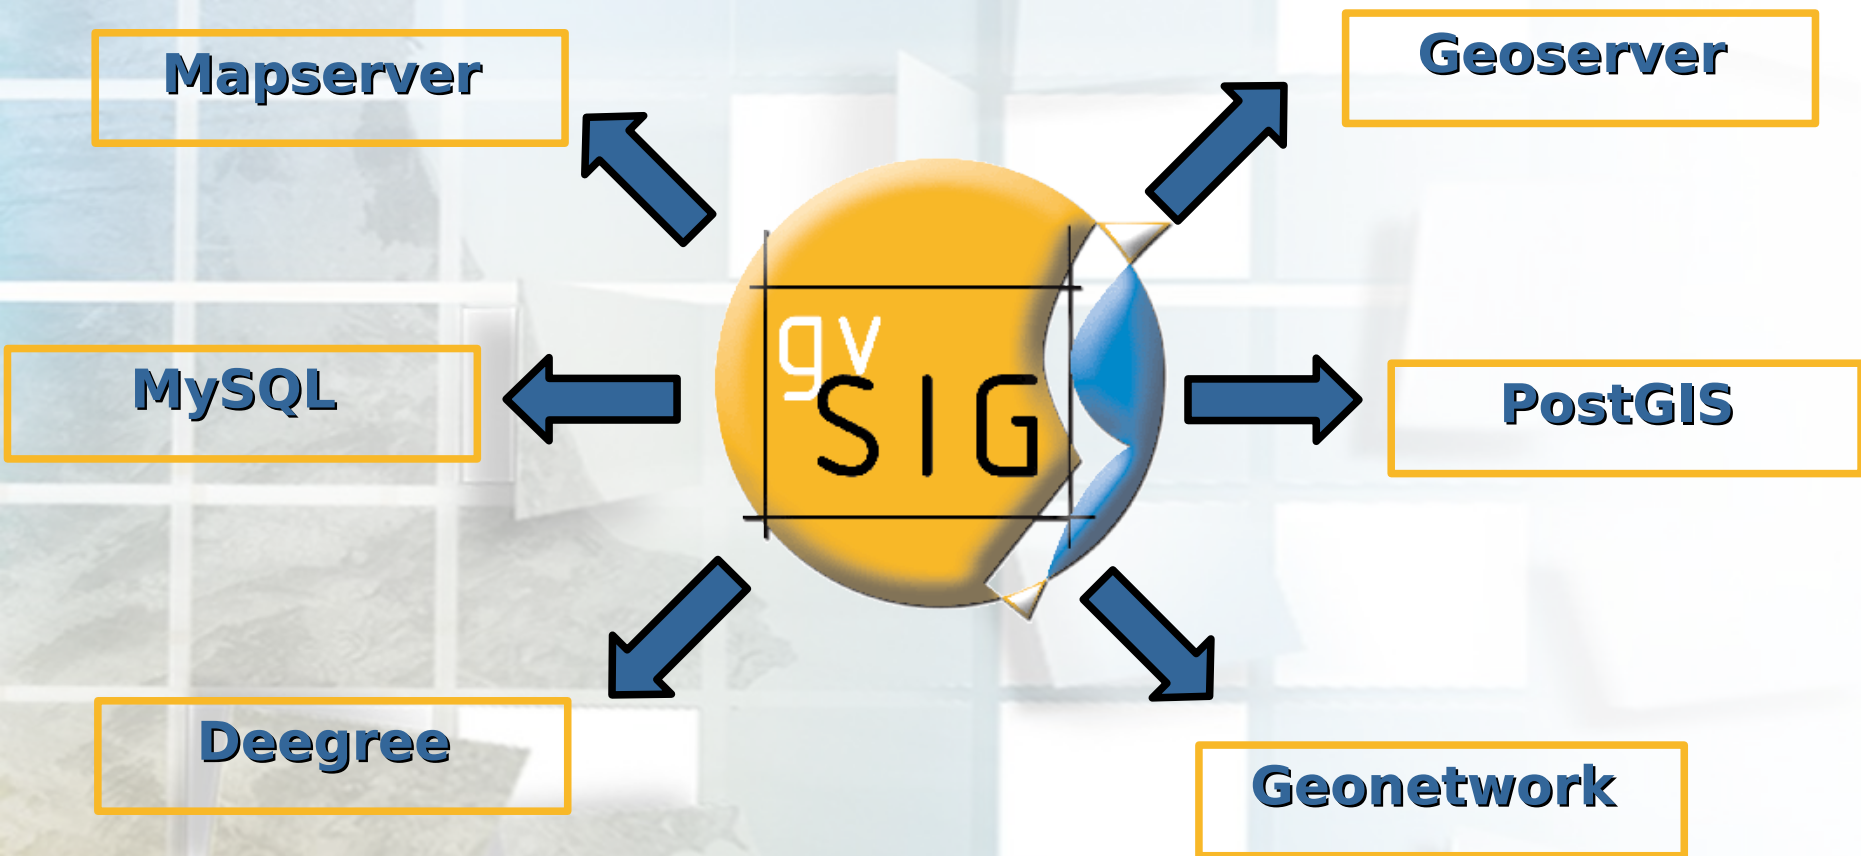 Mapserver
Geoserver
gv
SIG
MySQL
PostGIS
Deegree
Geonetwork